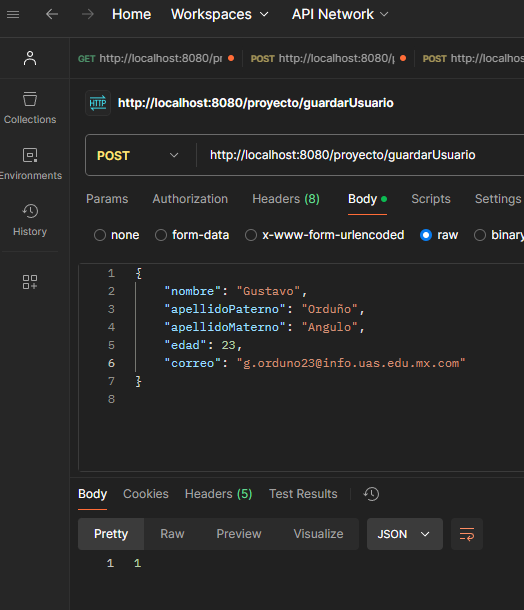 Home Workspaces API Network
GET http://localhost:8080/pr POST http://localhost:8080/p POST http://localhost:8
HTTP http://localhost:8080/proyecto/guardarUsuario
Collections
POST http://localhost:8080/proyecto/guardarUsuario
Environments
Params Authorization Headers (8) Body Scripts Settings
History
none form-data x-www-form-urlencoded raw binary
1 {
2 "nombre": "Gustavo",
3 "apellidoPaterno": "Orduño",
4 "apellidoMaterno": "Angulo",
5 "edad": 23,
6 "correo": "g.orduno23@info.uas.edu.mx.com"
7 }
8
Body Cookies Headers (5) Test Results
Pretty Raw Preview Visualize JSON
1 1